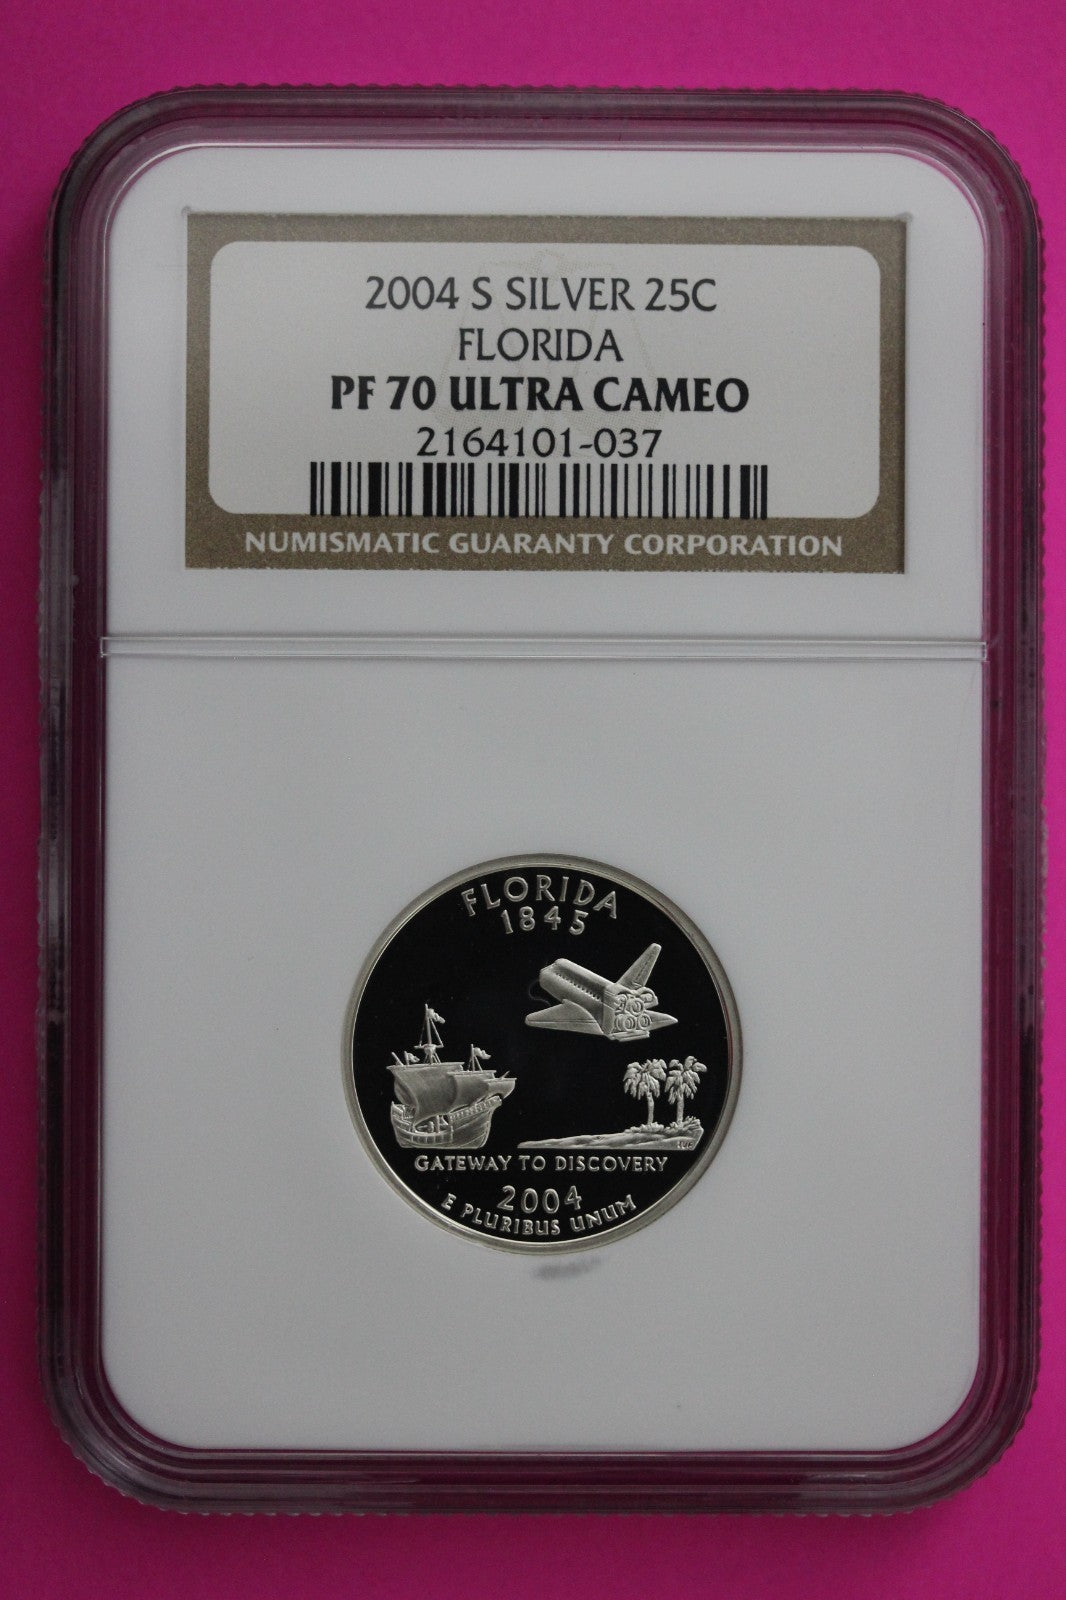 2004 S SILVER 25C
FLORIDA
PF 70 ULTRA CAMEO
2164101-037
NUMISMATIC GUARANTY CORPORATION
FLORIDA
1845
GATEWAY TO DISCOVERY
2004
E PLURIBUS UNUM